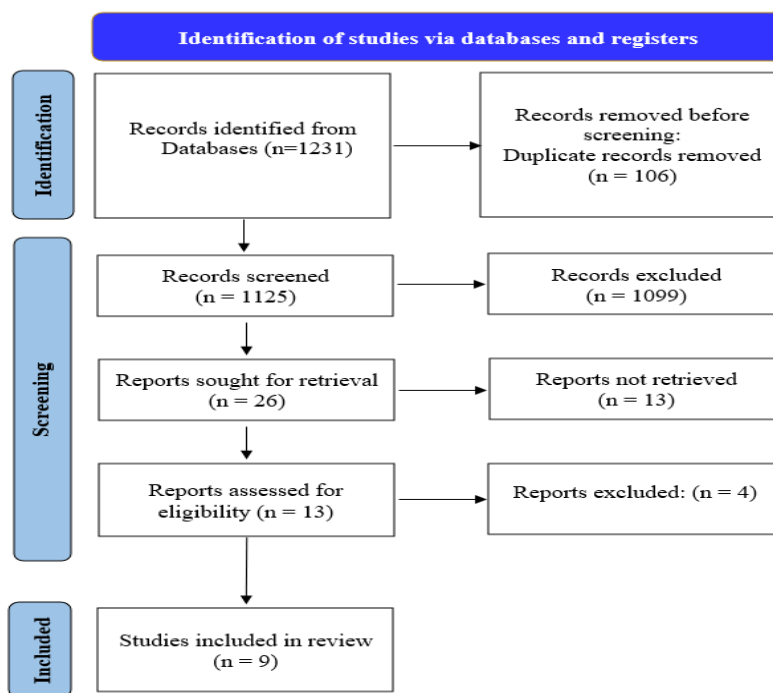 Identification of studies via databases and registers
Identification
Records identified from
Databases (n=1231)
Records removed before
screening:
Duplicate records removed
(n = 106)
Screening
Records screened
(n = 1125)
Records excluded
(n = 1099)
Reports sought for retrieval
(n = 26)
Reports not retrieved
(n = 13)
Reports assessed for
eligibility (n = 13)
Reports excluded: (n = 4)
Included
Studies included in review
(n = 9)